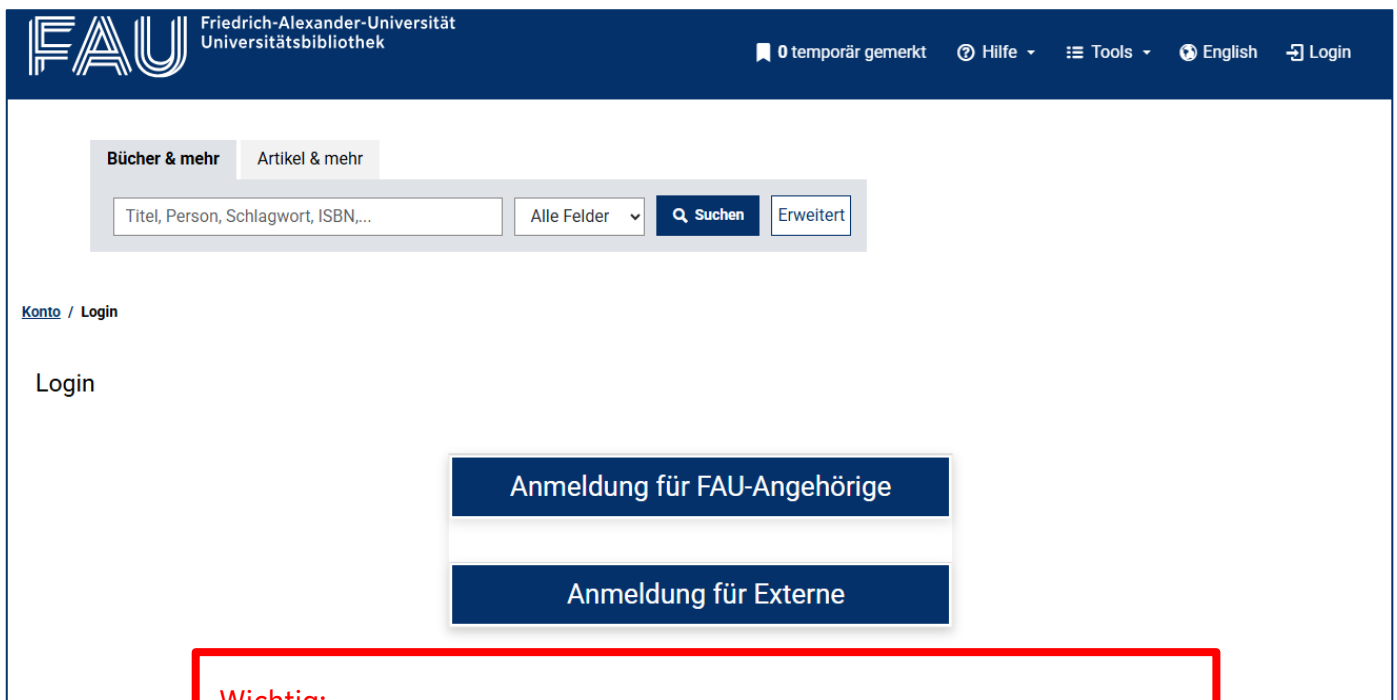 FAU
Friedrich-Alexander-Universität
Universitätsbibliothek
0 temporär gemerkt Hilfe Tools English Login
Bücher & mehr Artikel & mehr
Titel, Person, Schlagwort, ISBN,... Alle Felder Suchen Erweitert
Konto / Login
Login
Anmeldung für FAU-Angehörige
Anmeldung für Externe
Wichtig: